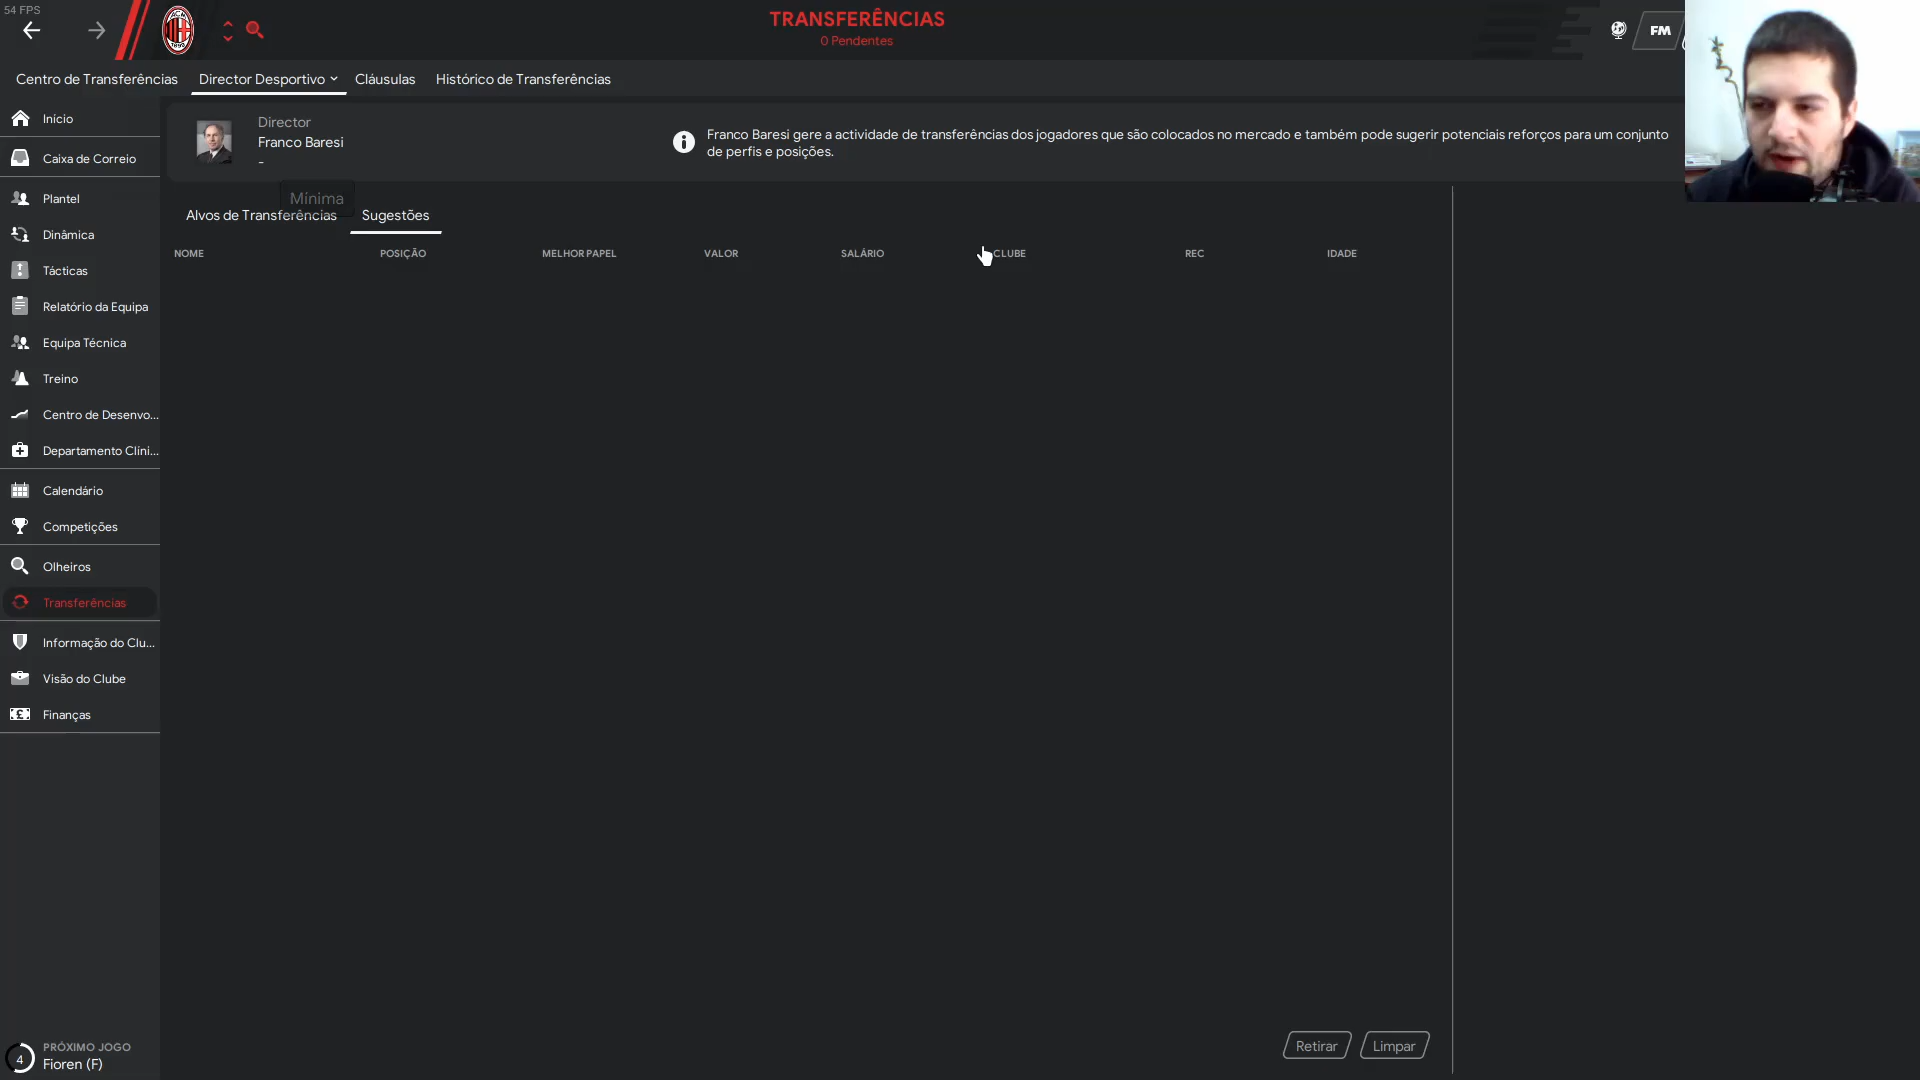 54 FPS
TRANSFERÊNCIAS
0 Pendentes
FM
Centro de Transferências
Director Desportivo
Cláusulas
Histórico de Transferências
Início
Caixa de Correio
Plantel
Dinâmica
Tácticas
Relatório da Equipa
Equipa Técnica
Treino
Centro de Desenvo...
Departamento Clíni...
Calendário
Competições
Olheiros
Transferências
Informação do Clu...
Visão do Clube
Finanças
Director
Franco Baresi
-
Franco Baresi gere a actividade de transferências dos jogadores que são colocados no mercado e também pode sugerir potenciais reforços para um conjunto
de perfis e posições.
Mínima
Alvos de Transferências
Sugestões
NOME
POSIÇÃO
MELHOR PAPEL
VALOR
SALÁRIO
CLUBE
REC
IDADE
Retirar
Limpar
4
PRÓXIMO JOGO
Fioren (F)